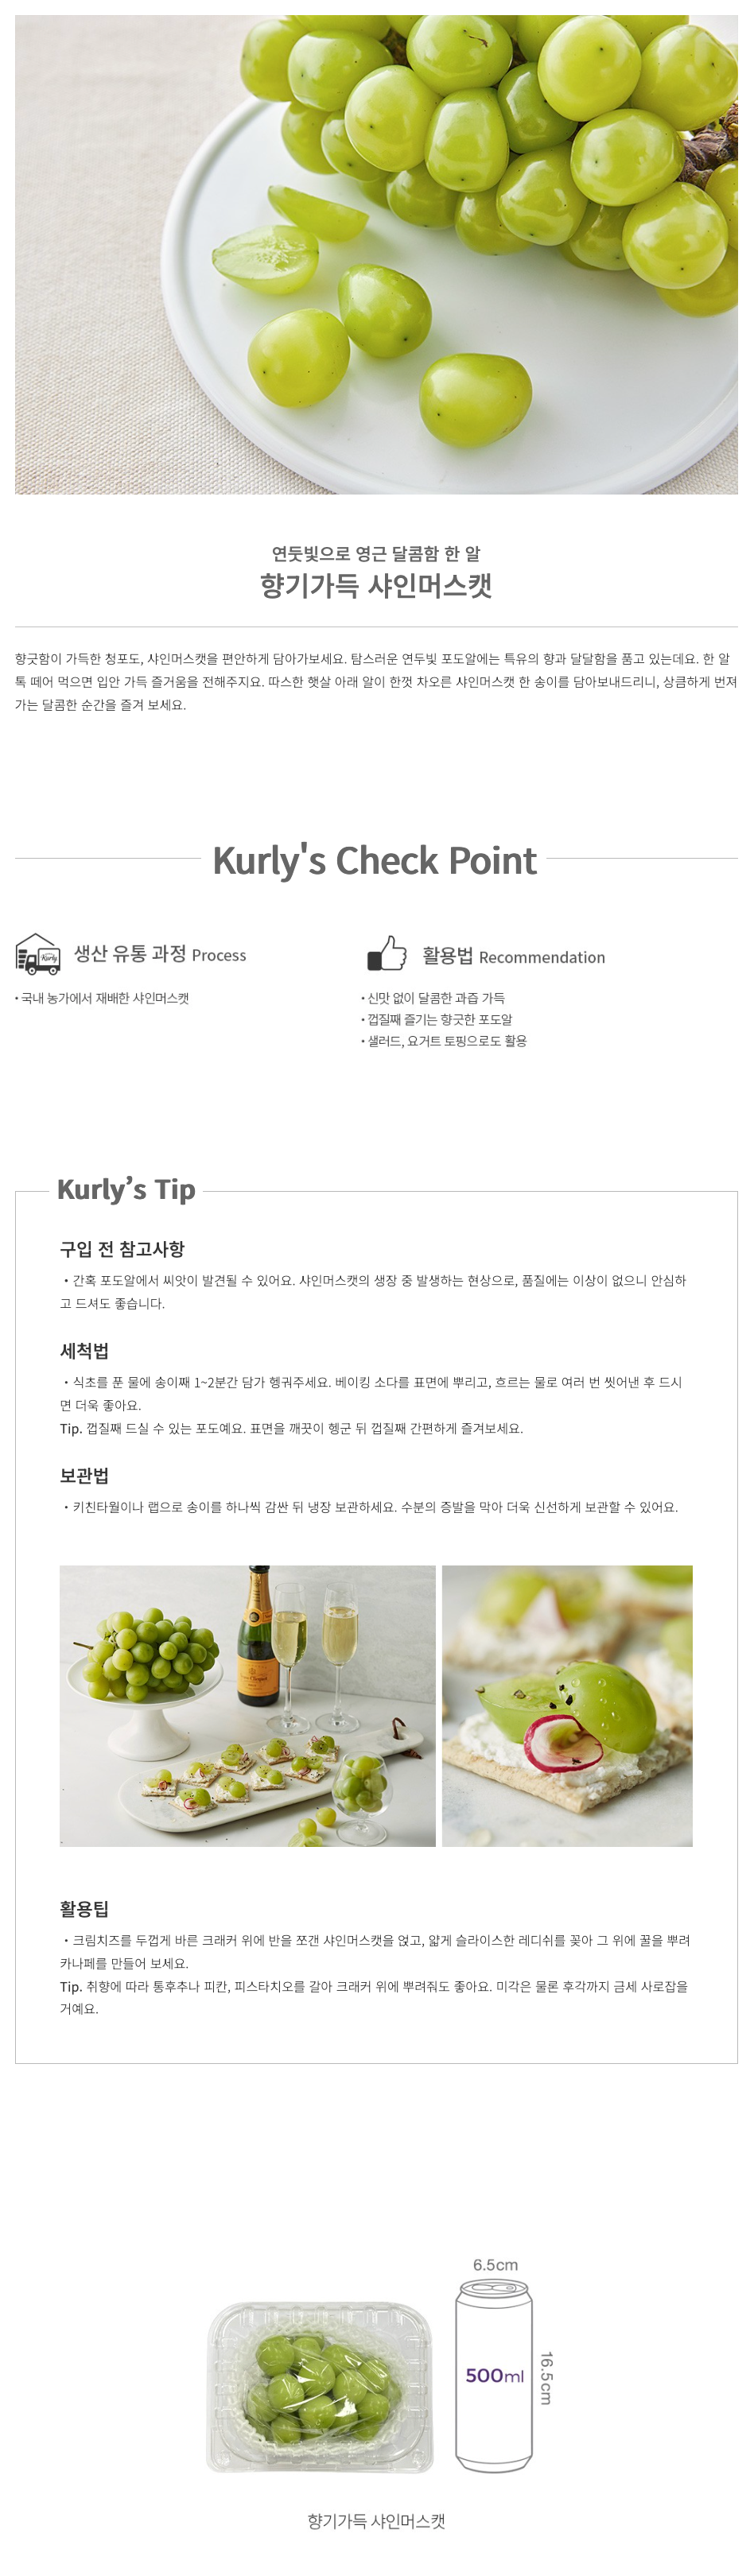 연둣빛으로 영근 달콤함 한 알
향기가득 샤인머스캣
향긋함이 가득한 청포도, 샤인머스캣을 편안하게 담아가보세요. 탐스러운 연두빛 포도알에는 특유의 향과 달달함을 품고 있는데요. 한 알
톡 떼어 먹으면 입안 가득 즐거움을 전해주지요. 따스한 햇살 아래 알이 한껏 차오른 샤인머스캣 한 송이를 담아보내드리니, 상큼하게 번져
가는 달콤한 순간을 즐겨 보세요.
Kurly's Check Point
Kurly
생산 유통 과정 Process
• 국내 농가에서 재배한 샤인머스캣
활용법 Recommendation
• 신맛 없이 달콤한 과즙 가득
• 껍질째 즐기는 향긋한 포도알
• 샐러드, 요거트 토핑으로도 활용
Kurly’s Tip
구입 전 참고사항
• 간혹 포도알에서 씨앗이 발견될 수 있어요. 샤인머스캣의 생장 중 발생하는 현상으로, 품질에는 이상이 없으니 안심하
고 드셔도 좋습니다.
세척법
• 식초를 푼 물에 송이째 1~2분간 담가 헹궈주세요. 베이킹 소다를 표면에 뿌리고, 흐르는 물로 여러 번 씻어낸 후 드시
면 더욱 좋아요.
Tip. 껍질째 드실 수 있는 포도예요. 표면을 깨끗이 헹군 뒤 껍질째 간편하게 즐겨보세요.
보관법
• 키친타월이나 랩으로 송이를 하나씩 감싼 뒤 냉장 보관하세요. 수분의 증발을 막아 더욱 신선하게 보관할 수 있어요.
활용팁
• 크림치즈를 두껍게 바른 크래커 위에 반을 쪼갠 샤인머스캣을 얹고, 얇게 슬라이스한 레디쉬를 꽂아 그 위에 꿀을 뿌려
카나페를 만들어 보세요.
Tip. 취향에 따라 통후추나 피칸, 피스타치오를 갈아 크래커 위에 뿌려줘도 좋아요. 미각은 물론 후각까지 금세 사로잡을
거예요.
6.5cm
500ml
16.5cm
향기가득 샤인머스캣